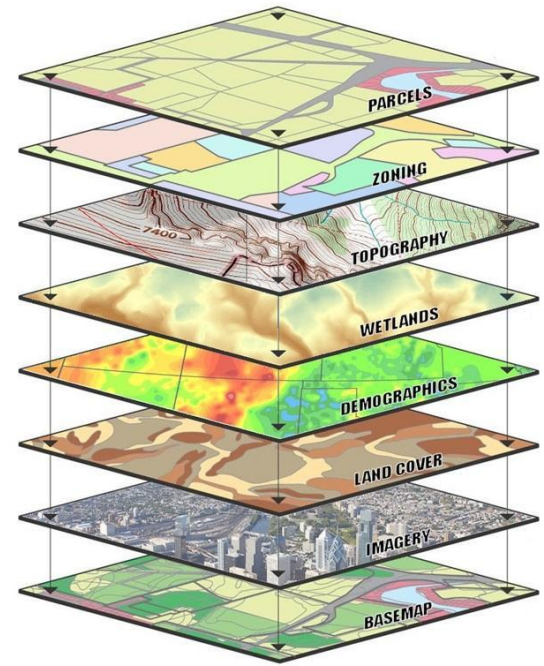 PARCELS
ZONING
7400
TOPOGRAPHY
WETLANDS
DEMOGRAPHICS
LAND COVER
IMAGERY
BASEMAP